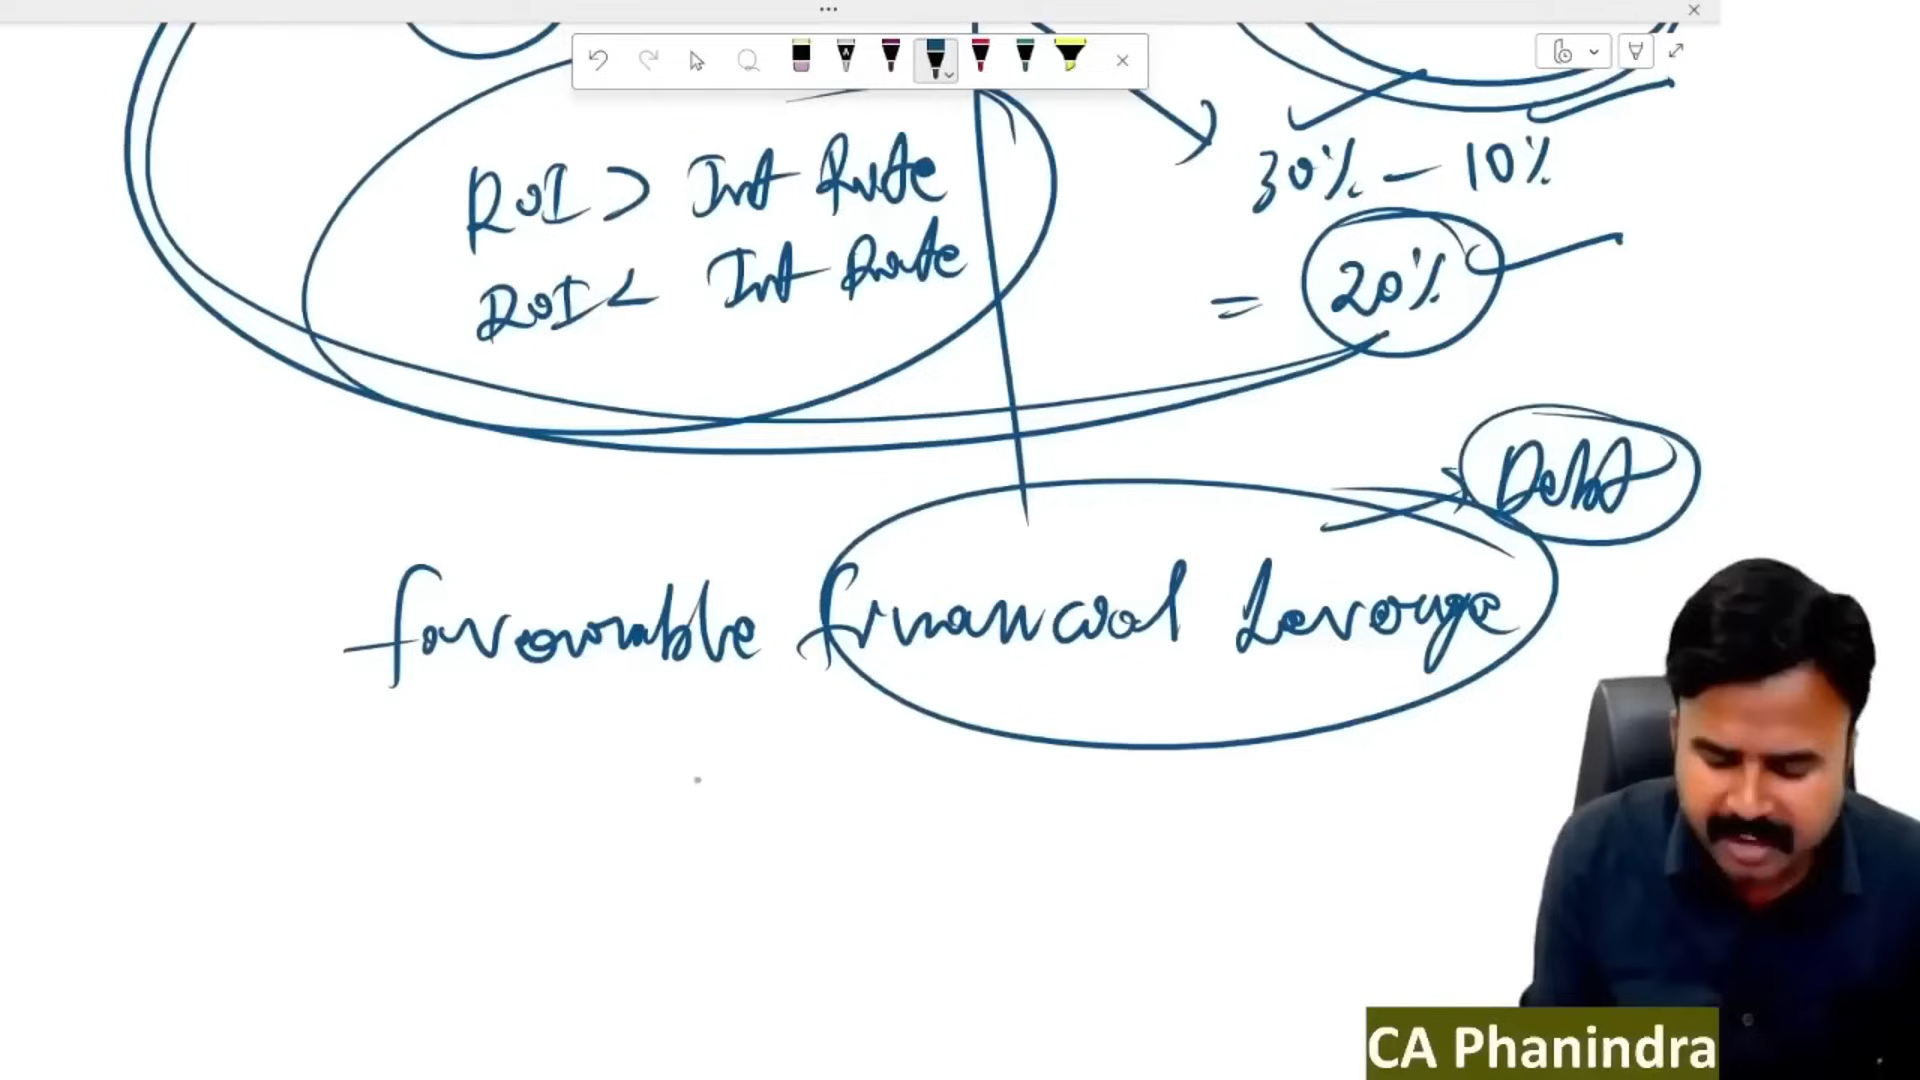 ROI > Int Rate
ROI < Int Rate
30% - 10%
= 20%
Debt
favourable financial Leverage
CA Phanindra